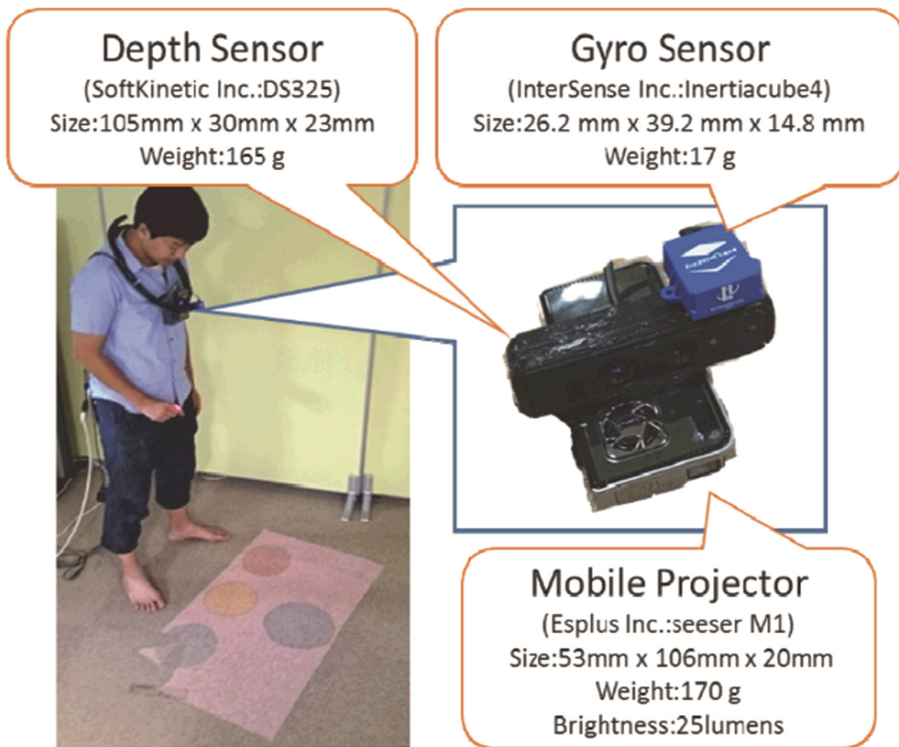 Depth Sensor
(SoftKinetic Inc.:DS325)
Size:105mm x 30mm x 23mm
Weight:165 g
Gyro Sensor
(InterSense Inc.:Inertiacube4)
Size:26.2 mm x 39.2 mm x 14.8 mm
Weight:17 g
Mobile Projector
(Esplus Inc.:seeser M1)
Size:53mm x 106mm x 20mm
Weight:170 g
Brightness:25lumens